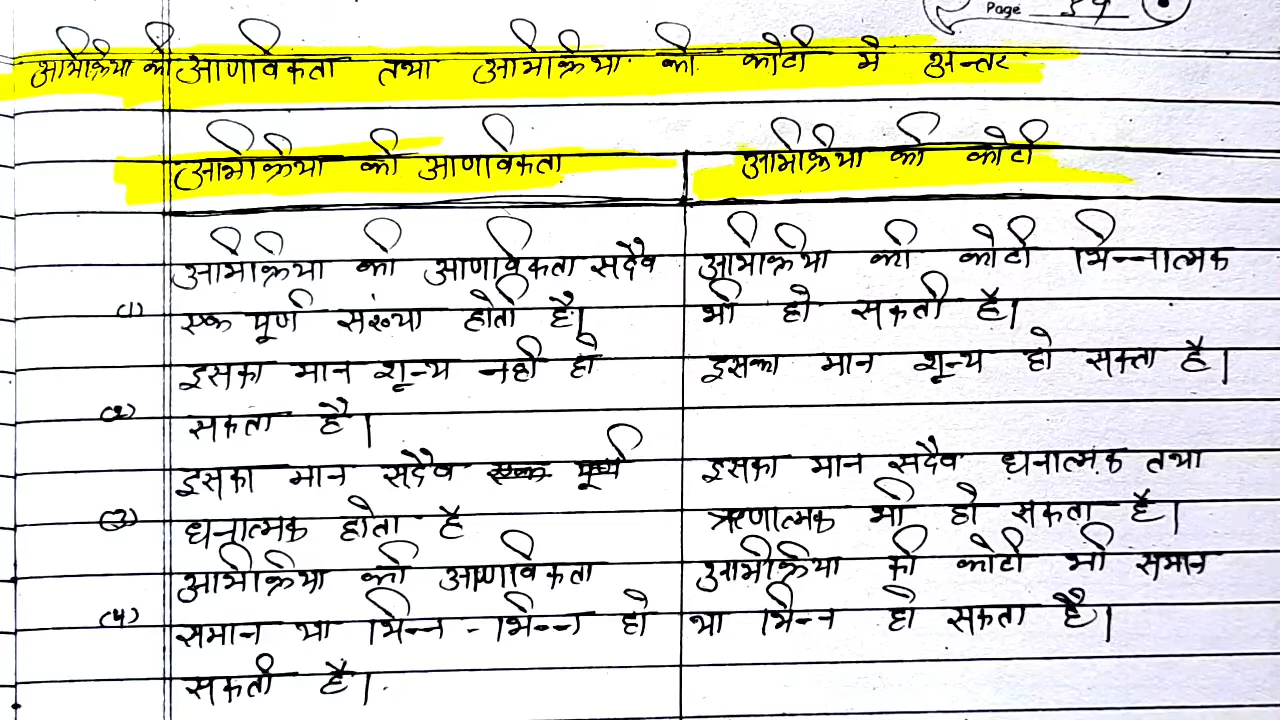 Page 54
अभिक्रिया की आणविकता तथा अभिक्रिया की कोटी में अन्तर
अभिक्रिया की आणविकता
अभिक्रिया की कोटी
अभिक्रिया की आणविकता सदैव
(1) एक पूर्ण संख्या होती है।
इसका मान शून्य नही हो
(2) सकता है।
इसका मान सदैव एक पूर्ण
(3) धनात्मक होता है
अभिक्रिया की आणविकता
(4) समान या भिन्न - भिन्न हो
सकती है।
अभिक्रिया की कोटी भिन्नात्मक
भी हो सकती है।
इसका मान शून्य हो सकता है।
इसका मान सदैव धनात्मक तथा
ऋणात्मक भी हो सकता है।
अभिक्रिया की कोटी भी समान
या भिन्न हो सकता है।